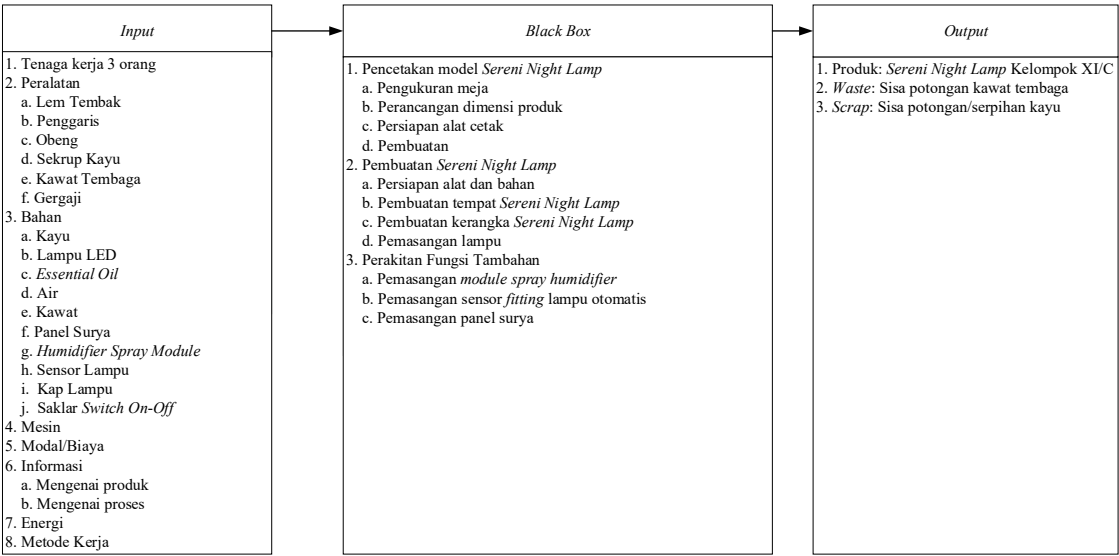 Input
1. Tenaga kerja 3 orang
2. Peralatan
a. Lem Tembak
b. Penggaris
c. Obeng
d. Sekrup Kayu
e. Kawat Tembaga
f. Gergaji
3. Bahan
a. Kayu
b. Lampu LED
c. Essential Oil
d. Air
e. Kawat
f. Panel Surya
g. Humidifier Spray Module
h. Sensor Lampu
i. Kap Lampu
j. Saklar Switch On-Off
4. Mesin
5. Modal/Biaya
6. Informasi
a. Mengenai produk
b. Mengenai proses
7. Energi
8. Metode Kerja
Black Box
1. Pencetakan model Sereni Night Lamp
a. Pengukuran meja
b. Perancangan dimensi produk
c. Persiapan alat cetak
d. Pembuatan
2. Pembuatan Sereni Night Lamp
a. Persiapan alat dan bahan
b. Pembuatan tempat Sereni Night Lamp
c. Pembuatan kerangka Sereni Night Lamp
d. Pemasangan lampu
3. Perakitan Fungsi Tambahan
a. Pemasangan module spray humidifier
b. Pemasangan sensor fitting lampu otomatis
c. Pemasangan panel surya
Output
1. Produk: Sereni Night Lamp Kelompok XI/C
2. Waste: Sisa potongan kawat tembaga
3. Scrap: Sisa potongan/serpihan kayu